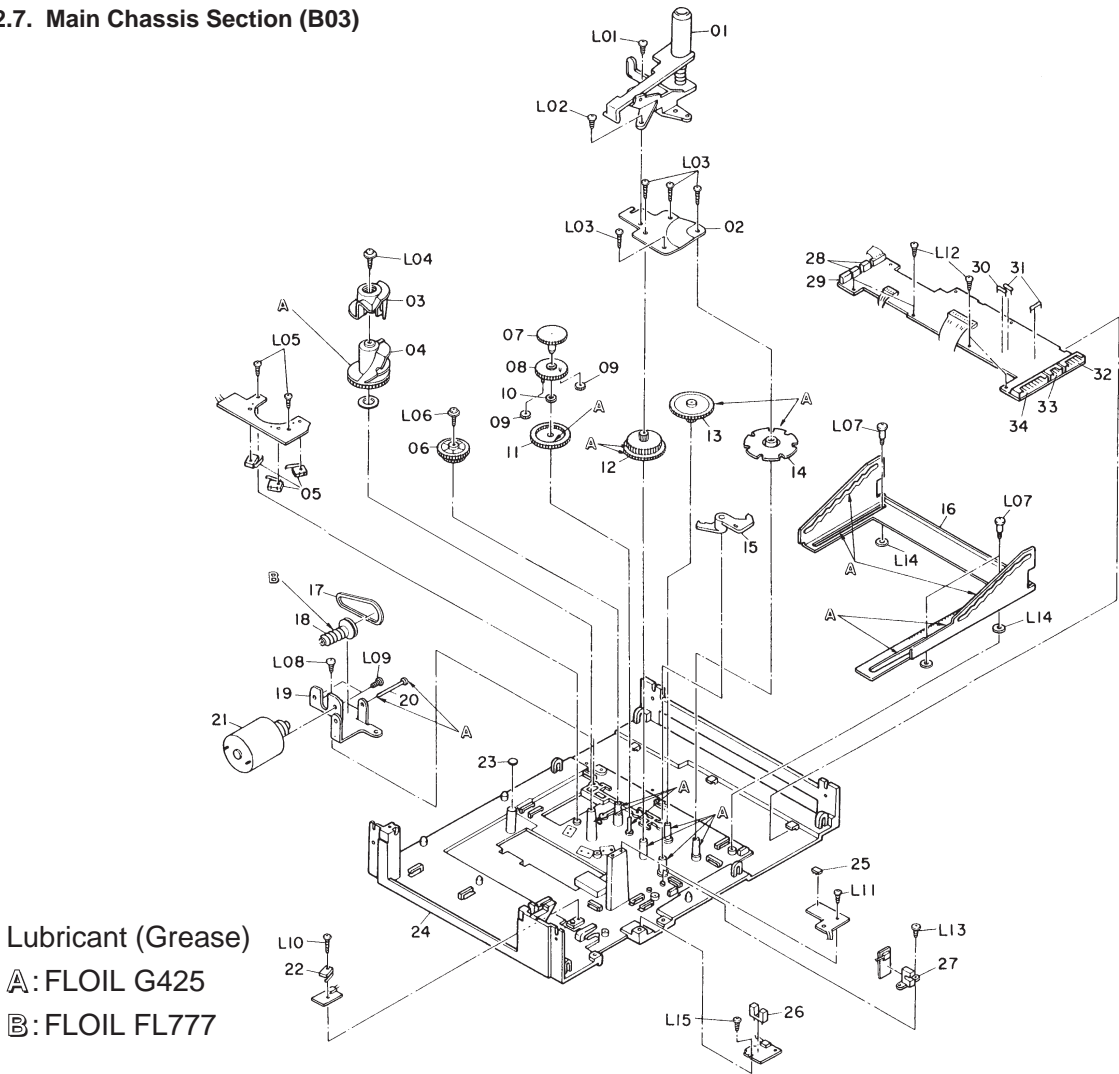 2.7. Main Chassis Section (B03)
L01
01
L02
L03
L03
02
L04
03
A
04
L05
05
L06
06
07
08
09
10
09
A
11
A
12
13
A
A
14
15
28
29
L12
30
31
32
33
34
L07
16
L07
L14
A
A
L14
B
17
18
L08
L09
19
20
A
21
23
A
A
24
25
L11
L13
27
L10
22
L15
26
Lubricant (Grease)
A: FLOIL G425
B: FLOIL FL777